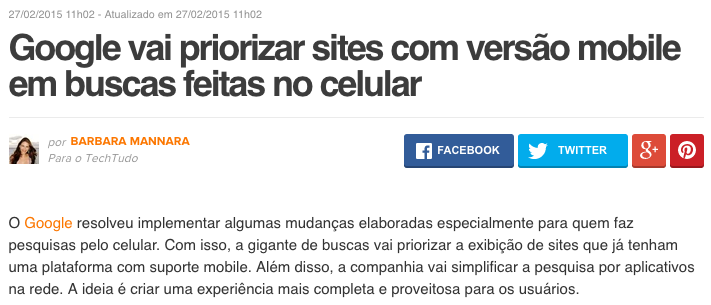 27/02/2015 11h02 - Atualizado em 27/02/2015 11h02
Google vai priorizar sites com versão mobile
em buscas feitas no celular
por BARBARA MANNARA
Para o TechTudo
FACEBOOK
TWITTER
g+
O Google resolveu implementar algumas mudanças elaboradas especialmente para quem faz
pesquisas pelo celular. Com isso, a gigante de buscas vai priorizar a exibição de sites que já tenham
uma plataforma com suporte mobile. Além disso, a companhia vai simplificar a pesquisa por aplicativos
na rede. A ideia é criar uma experiência mais completa e proveitosa para os usuários.